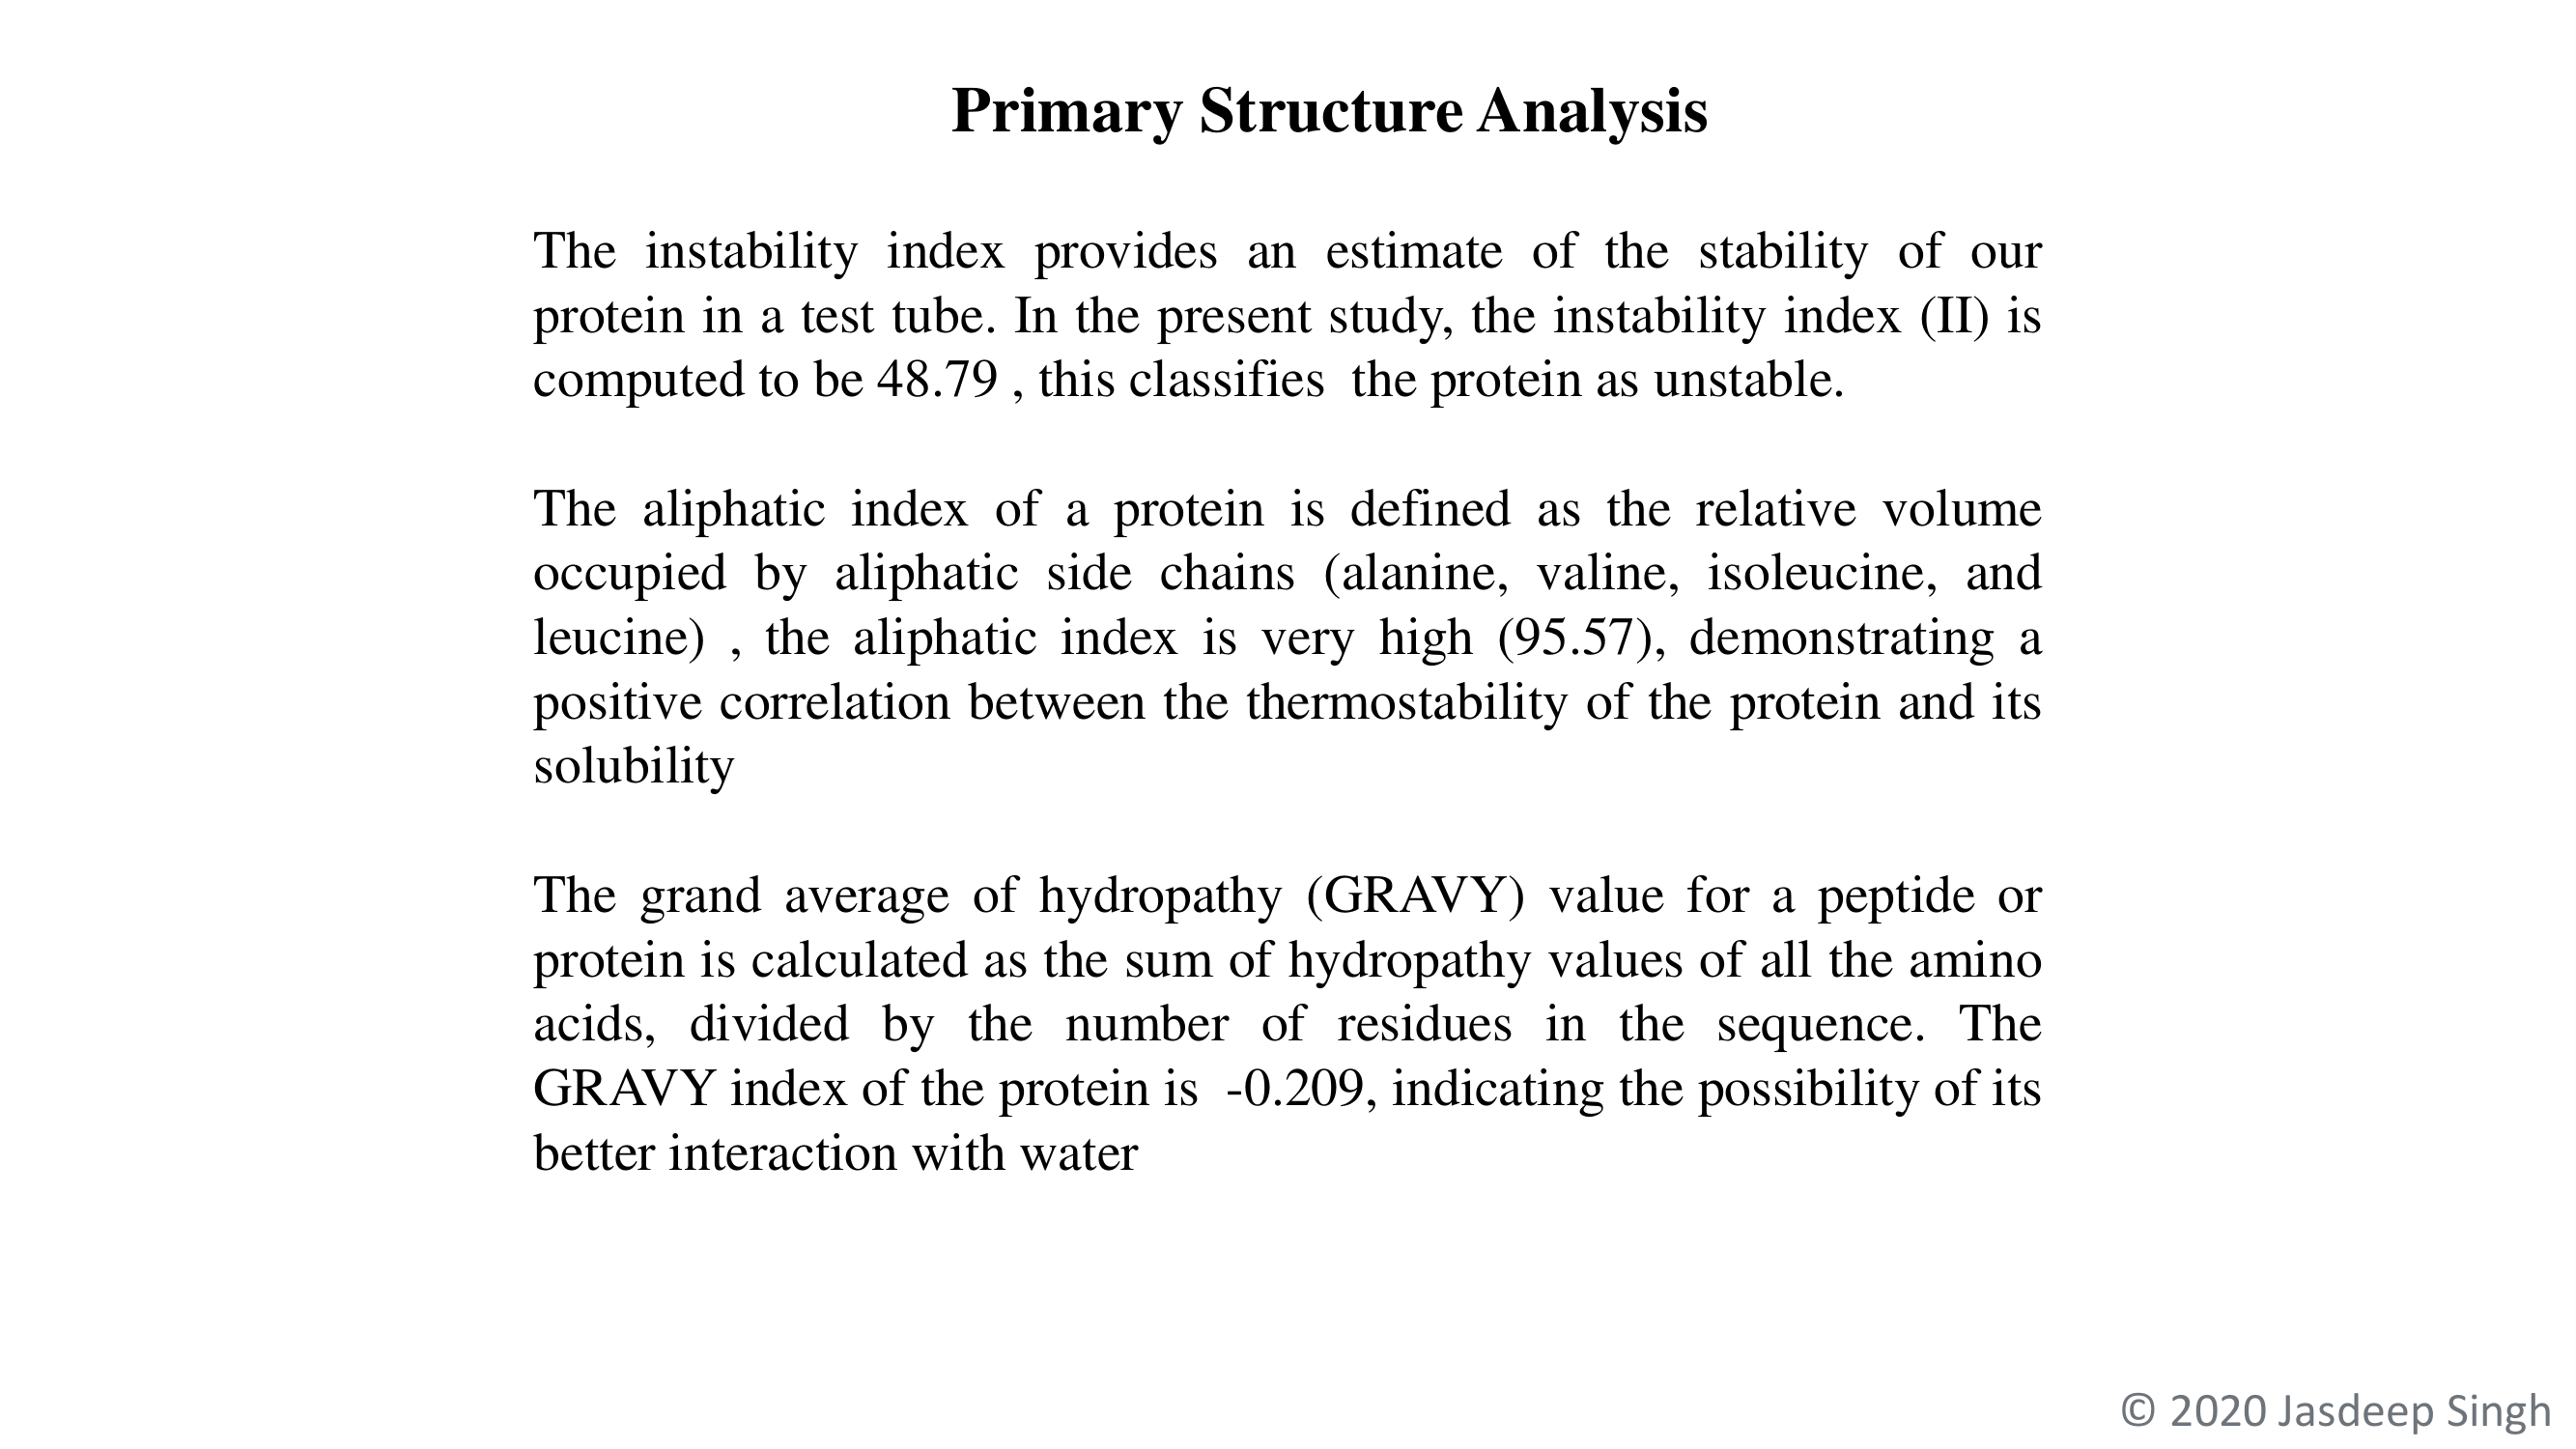 Primary Structure Analysis
The instability index provides an estimate of the stability of our
protein in a test tube. In the present study, the instability index (II) is
computed to be 48.79 , this classifies  the protein as unstable.
The aliphatic index of a protein is defined as the relative volume
occupied by aliphatic side chains (alanine, valine, isoleucine, and
leucine) , the aliphatic index is very high (95.57), demonstrating a
positive correlation between the thermostability of the protein and its
solubility
The grand average of hydropathy (GRAVY) value for a peptide or
protein is calculated as the sum of hydropathy values of all the amino
acids, divided by the number of residues in the sequence. The
GRAVY index of the protein is  -0.209, indicating the possibility of its
better interaction with water
© 2020 Jasdeep Singh